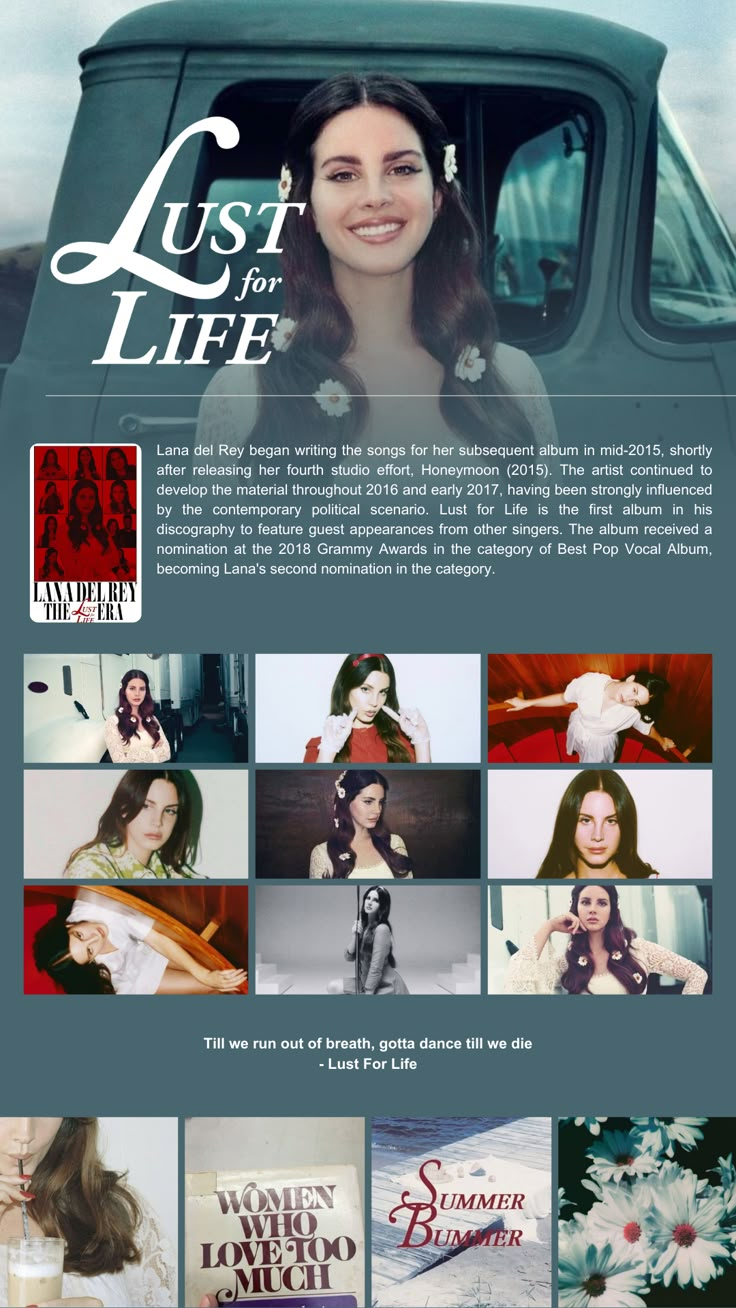 LUST
for
LIFE
Lana del Rey began writing the songs for her subsequent album in mid-2015, shortly
after releasing her fourth studio effort, Honeymoon (2015). The artist continued to
develop the material throughout 2016 and early 2017, having been strongly influenced
by the contemporary political scenario. Lust for Life is the first album in his
discography to feature guest appearances from other singers. The album received a
nomination at the 2018 Grammy Awards in the category of Best Pop Vocal Album,
becoming Lana's second nomination in the category.
LANA DEL REY
THE LUST for LIFE ERA
Till we run out of breath, gotta dance till we die
- Lust For Life
WOMEN
WHO
LOVE TOO
MUCH
SUMMER
BUMMER